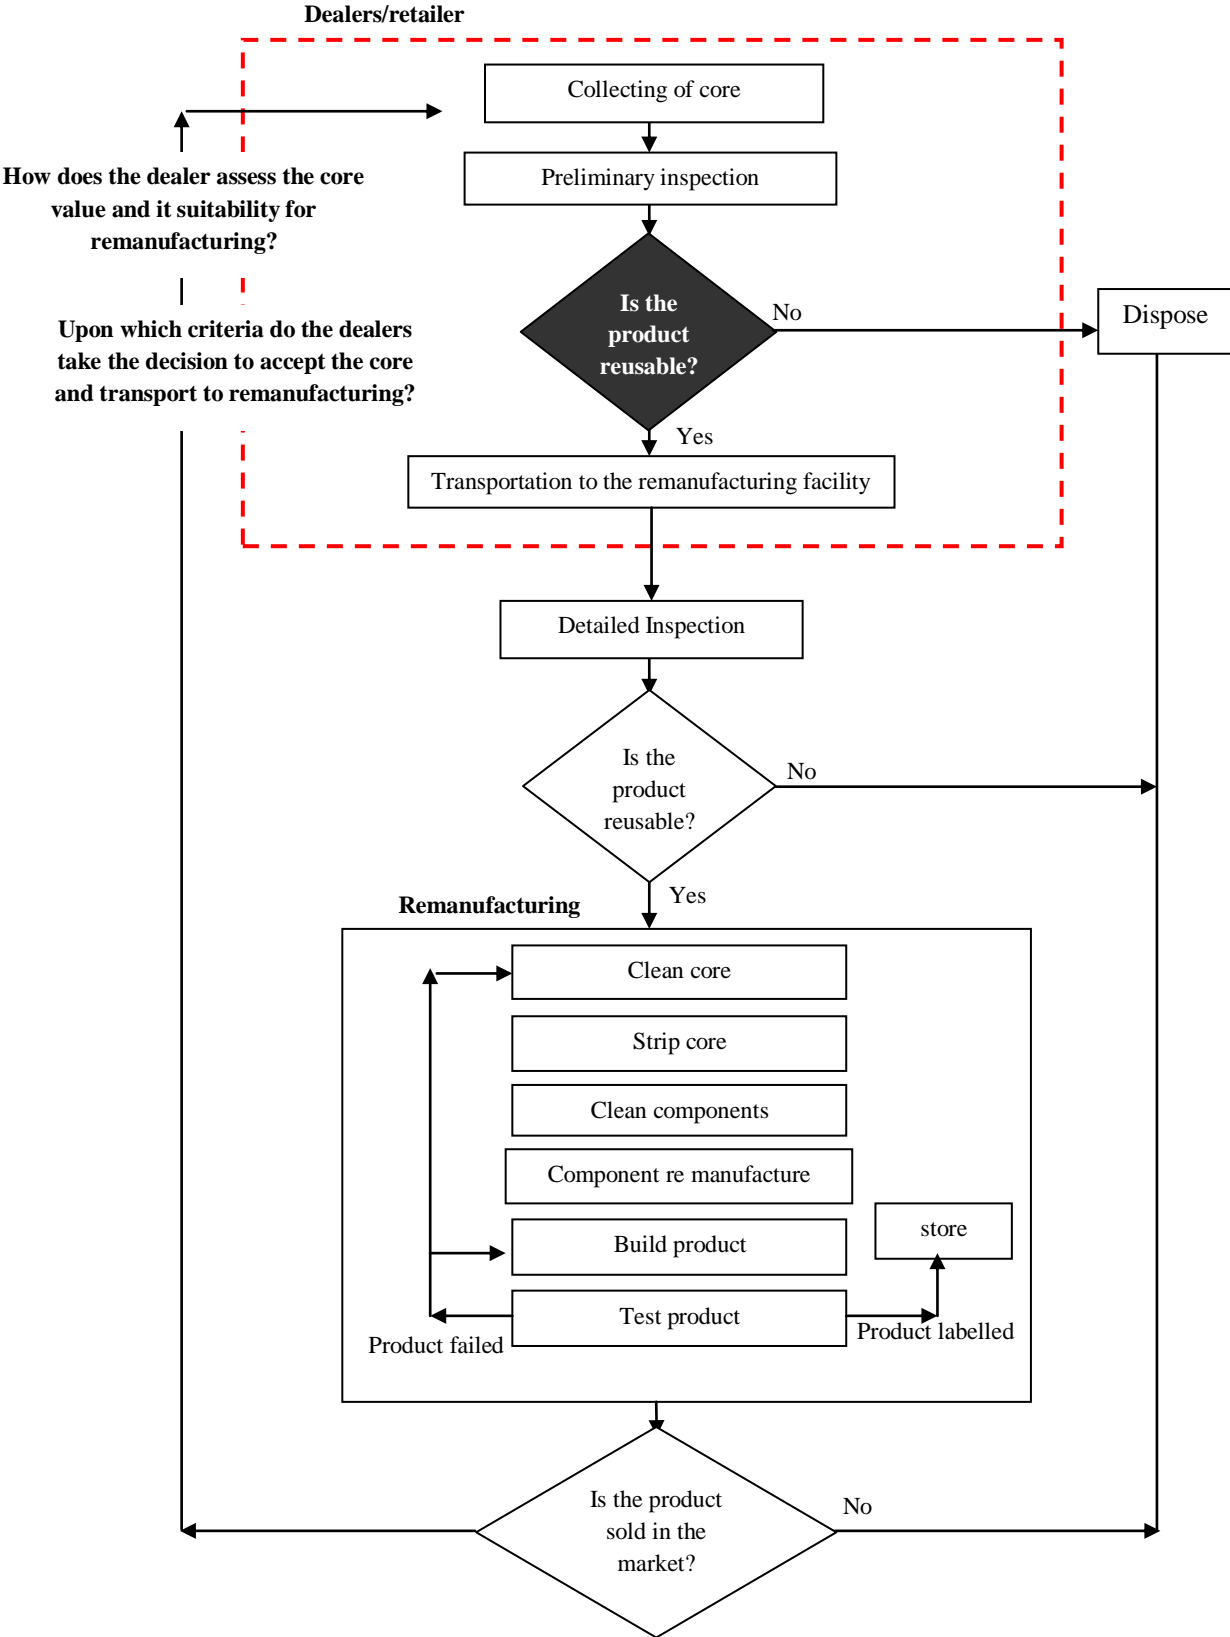 Dealers/retailer
Collecting of core
Preliminary inspection
How does the dealer assess the core
value and it suitability for
remanufacturing?
Is the
product
reusable?
No
Dispose
Upon which criteria do the dealers
take the decision to accept the core
and transport to remanufacturing?
Yes
Transportation to the remanufacturing facility
Detailed Inspection
Is the
product
reusable?
No
Yes
Remanufacturing
Clean core
Strip core
Clean components
Component re manufacture
store
Build product
Test product
Product failed
Product labelled
Is the product
sold in the
market?
No